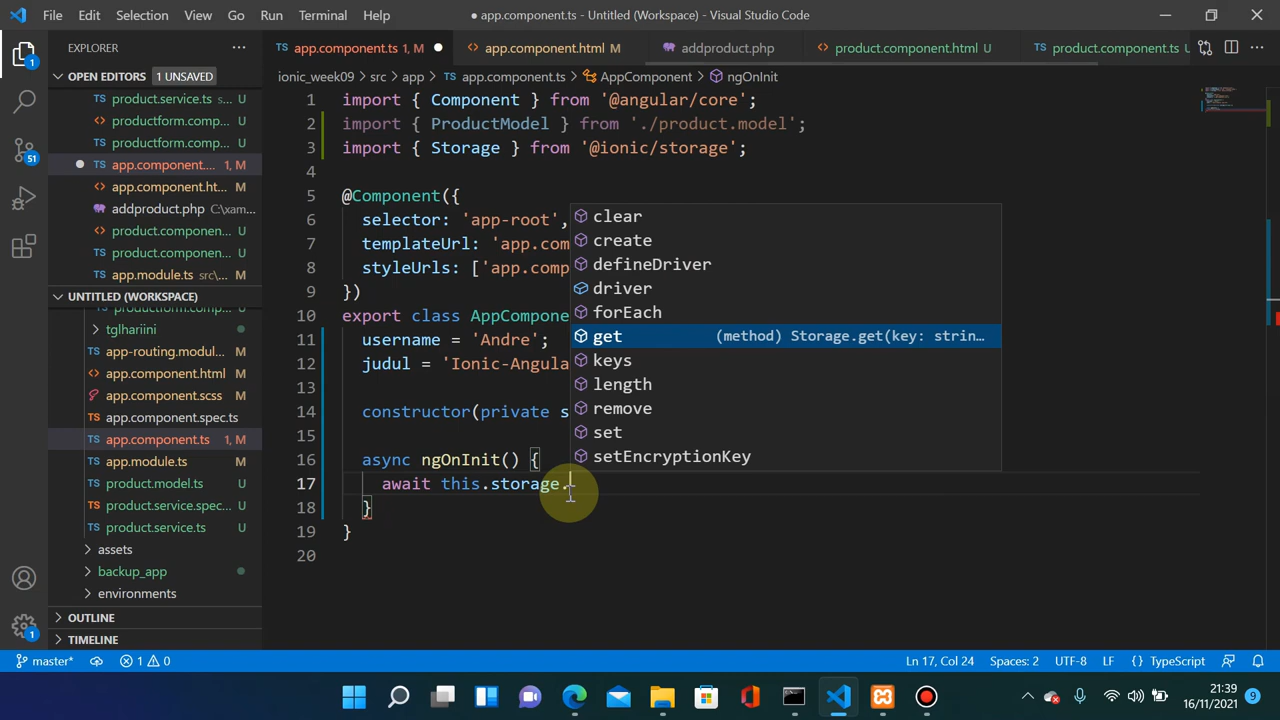 File Edit Selection View Go Run Terminal Help
● app.component.ts - Untitled (Workspace) - Visual Studio Code
EXPLORER
OPEN EDITORS 1 UNSAVED
TS product.service.ts s... U
<> productform.comp... U
<> productform.comp... U
TS app.component.... 1, M
<> app.component.ht... M
addproduct.php C:\xam...
<> product.componen... U
<> product.componen... U
TS app.module.ts src\... M
UNTITLED (WORKSPACE)
tglhariini
TS app-routing.modul... M
<> app.component.html M
app.component.scss M
TS app.component.spec.ts
TS app.component.ts 1, M
TS app.module.ts M
TS product.model.ts U
TS product.service.spec... U
TS product.service.ts U
assets
backup_app
environments
OUTLINE
TIMELINE
TS app.component.ts 1, M ●
<> app.component.html M
addproduct.php
<> product.component.html U
TS product.component.ts U
ionic_week09 > src > app > TS app.component.ts > AppComponent > ngOnInit
1 import { Component } from '@angular/core';
2 import { ProductModel } from './product.model';
3 import { Storage } from '@ionic/storage';
4
5 @Component({
6 selector: 'app-root',
7 templateUrl: 'app.com
8 styleUrls: ['app.comp
9 })
10 export class AppComponen
11 username = 'Andre';
12 judul = 'Ionic-Angula
13
14 constructor(private s
15
16 async ngOnInit() {
17 await this.storage.
18 }
19 }
20
clear
create
defineDriver
driver
forEach
get (method) Storage.get(key: strin...
keys
length
remove
set
setEncryptionKey
1
51
1
master* 1 0
Ln 17, Col 24 Spaces: 2 UTF-8 LF {} TypeScript
21:39
16/11/2021
9